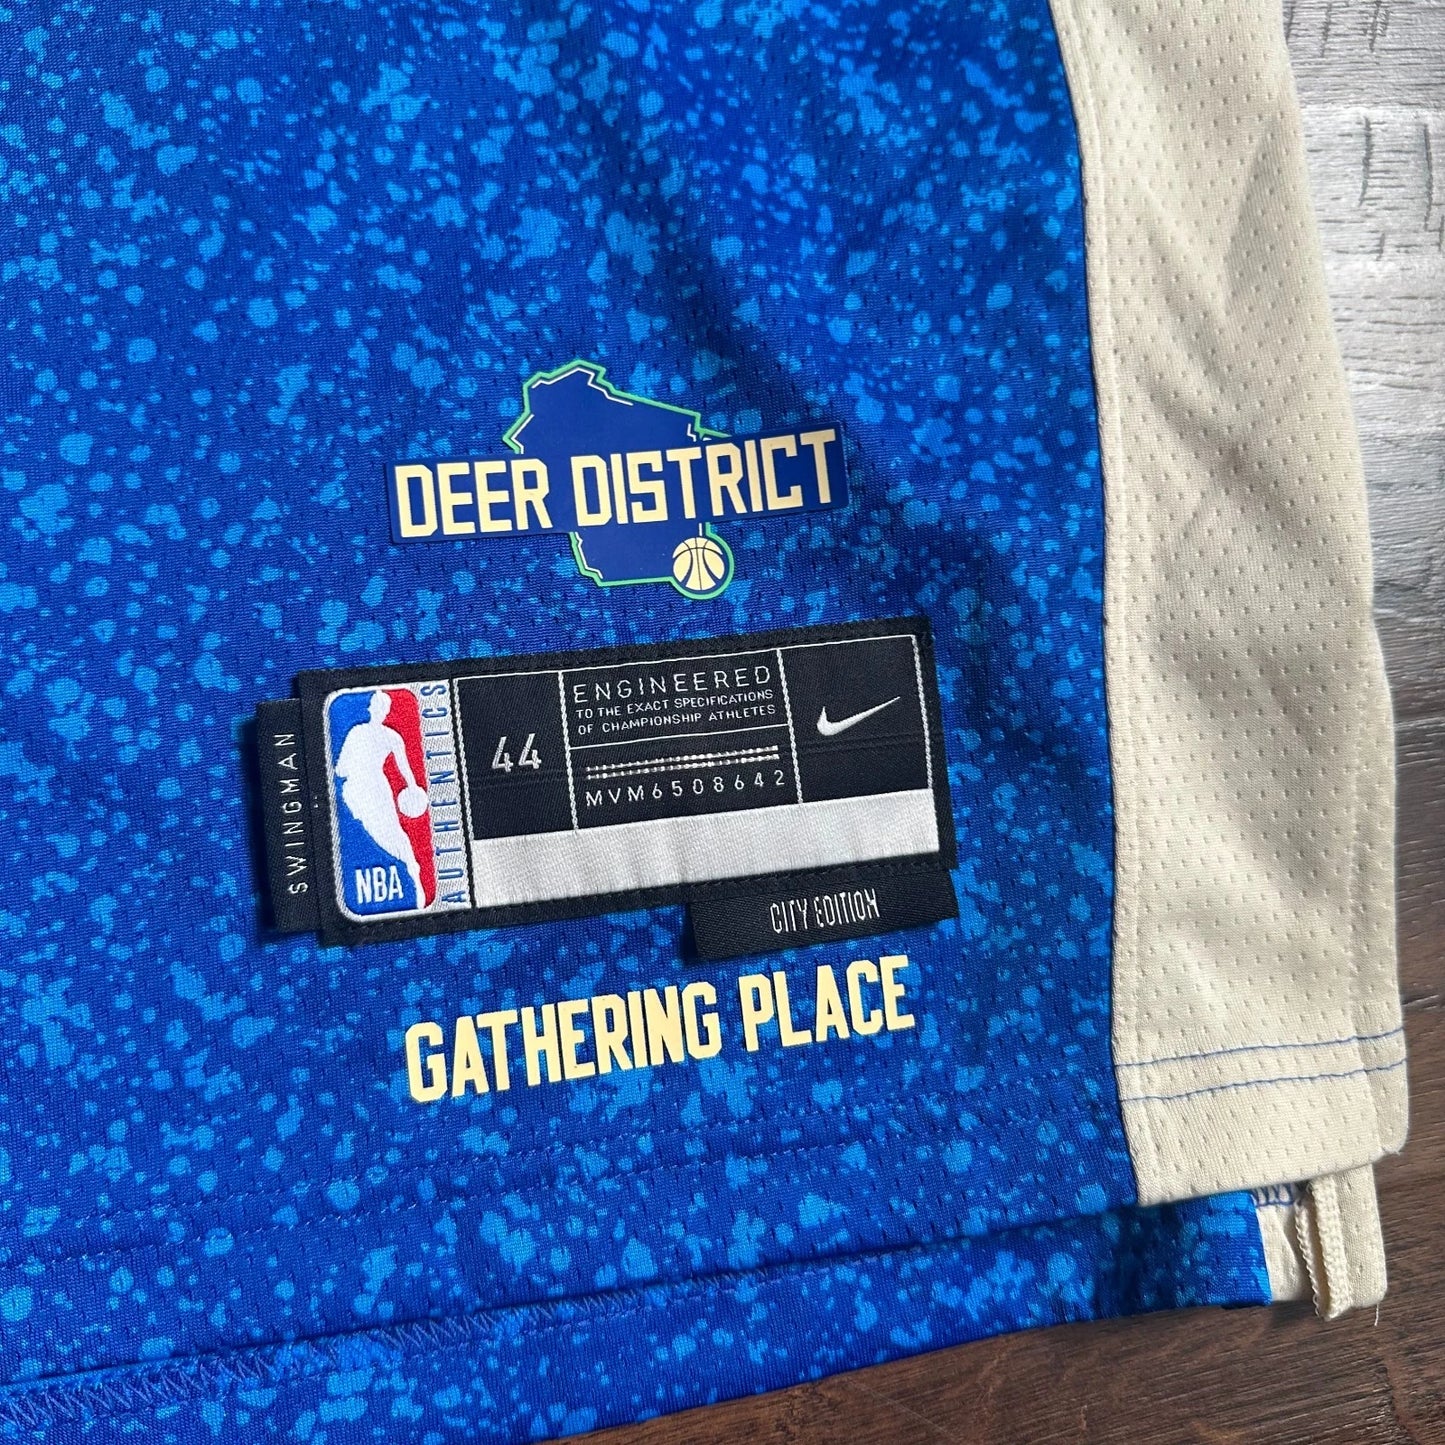 DEER DISTRICT
SWINGMAN
NBA
AUTHENTICS
44
ENGINEERED
TO THE EXACT SPECIFICATIONS
OF CHAMPIONSHIP ATHLETES
MVM6508642
CITY EDITION
GATHERING PLACE